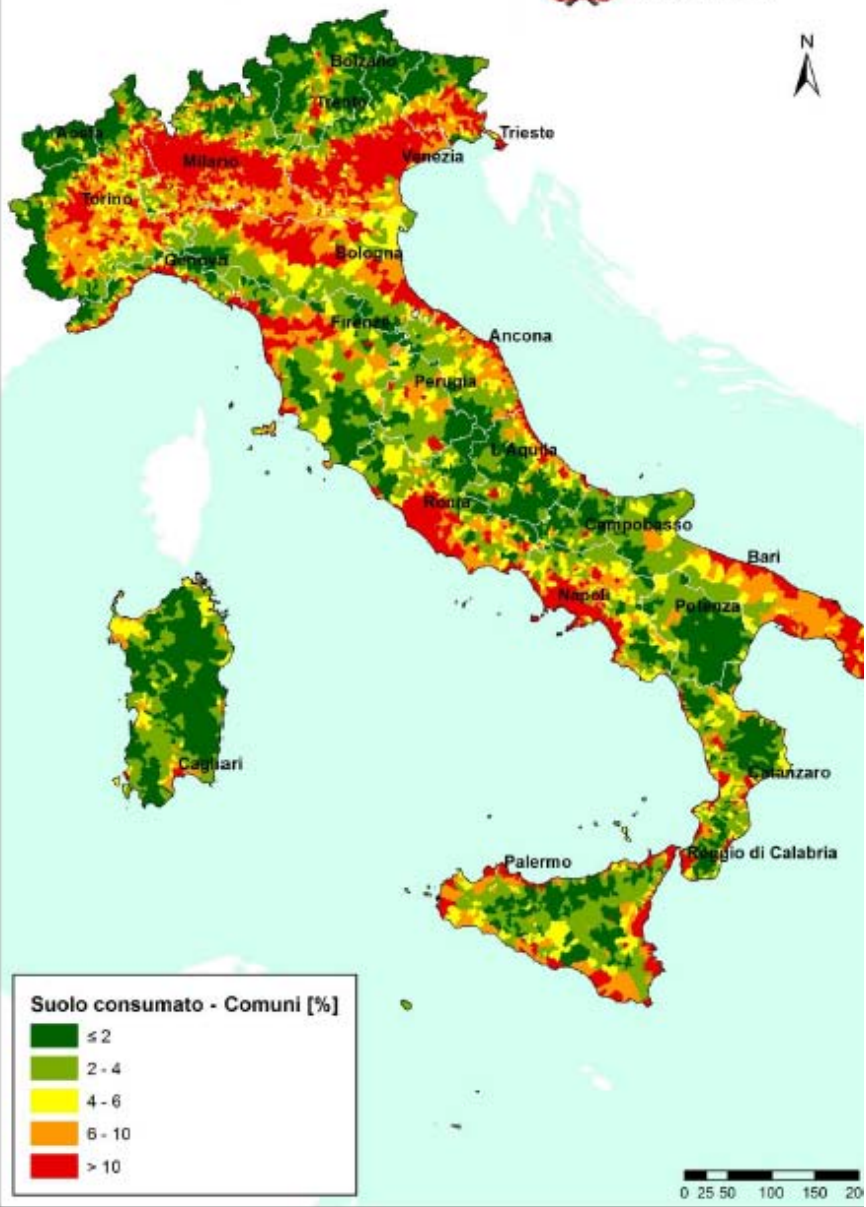 N
Bolzano
Trento
Aosta
Trieste
Milano
Venezia
Torino
Bologna
Genova
Firenze
Ancona
Perugia
L'Aquila
Roma
Campobasso
Bari
Napoli
Potenza
Cagliari
Catanzaro
Palermo
Reggio di Calabria
Suolo consumato - Comuni [%]
≤ 2
2 - 4
4 - 6
6 - 10
> 10
0 25 50 100 150